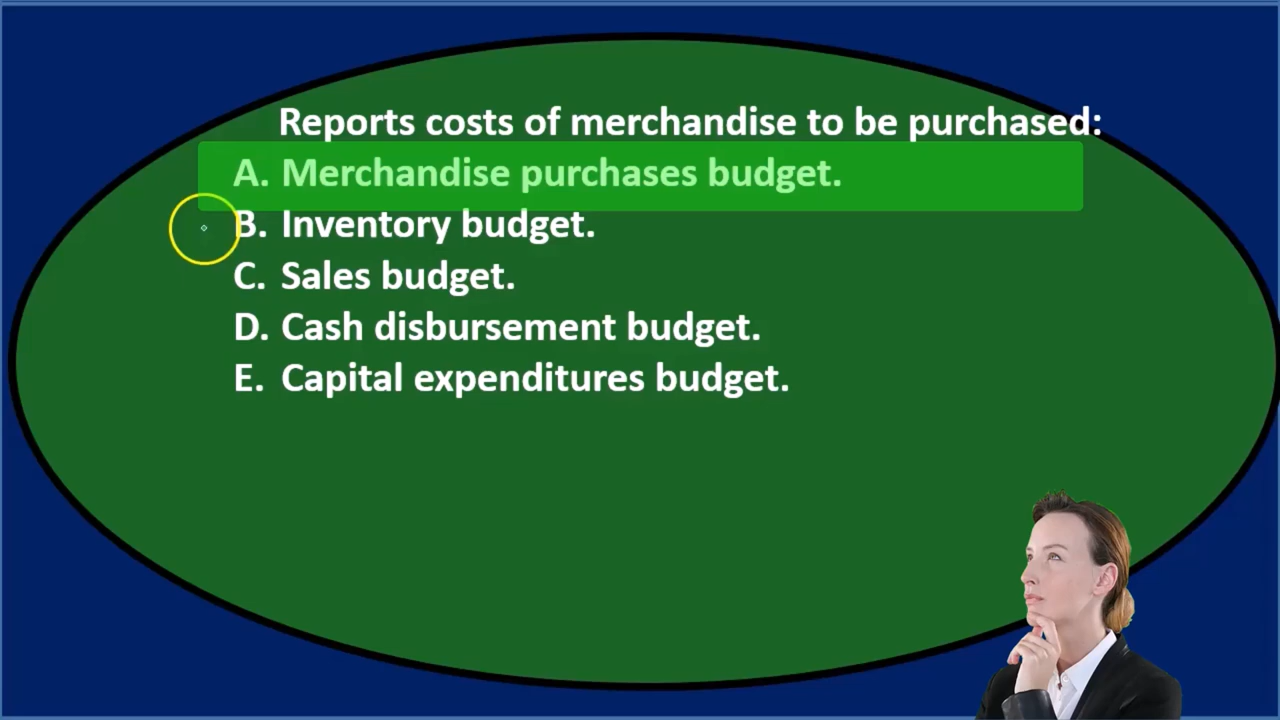 Reports costs of merchandise to be purchased:
A. Merchandise purchases budget.
B. Inventory budget.
C. Sales budget.
D. Cash disbursement budget.
E. Capital expenditures budget.